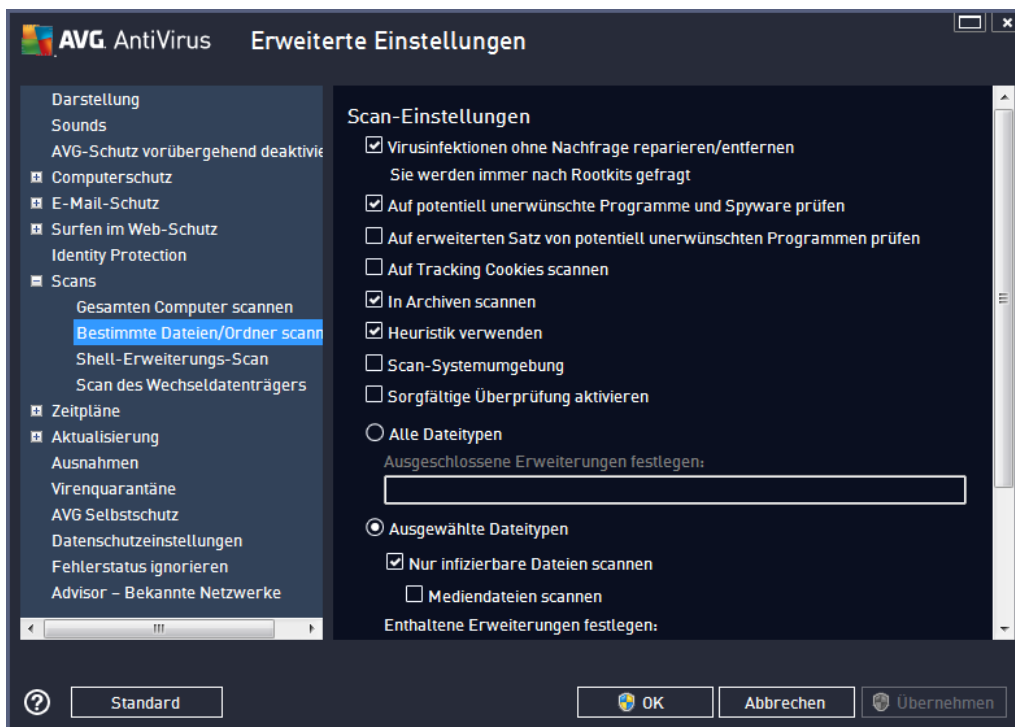 AVG. AntiVirus Erweiterte Einstellungen
Darstellung
Sounds
AVG-Schutz vorübergehend deaktivie
Computerschutz
E-Mail-Schutz
Surfen im Web-Schutz
Identity Protection
Scans
Gesamten Computer scannen
Bestimmte Dateien/Ordner scann
Shell-Erweiterungs-Scan
Scan des Wechseldatenträgers
Zeitpläne
Aktualisierung
Ausnahmen
Virenquarantäne
AVG Selbstschutz
Datenschutzeinstellungen
Fehlerstatus ignorieren
Advisor – Bekannte Netzwerke
Scan-Einstellungen
Virusinfektionen ohne Nachfrage reparieren/entfernen
Sie werden immer nach Rootkits gefragt
Auf potentiell unerwünschte Programme und Spyware prüfen
Auf erweiterten Satz von potentiell unerwünschten Programmen prüfen
Auf Tracking Cookies scannen
In Archiven scannen
Heuristik verwenden
Scan-Systemumgebung
Sorgfältige Überprüfung aktivieren
Alle Dateitypen
Ausgeschlossene Erweiterungen festlegen:
Ausgewählte Dateitypen
Nur infizierbare Dateien scannen
Mediendateien scannen
Enthaltene Erweiterungen festlegen:
Standard
OK
Abbrechen
Übernehmen